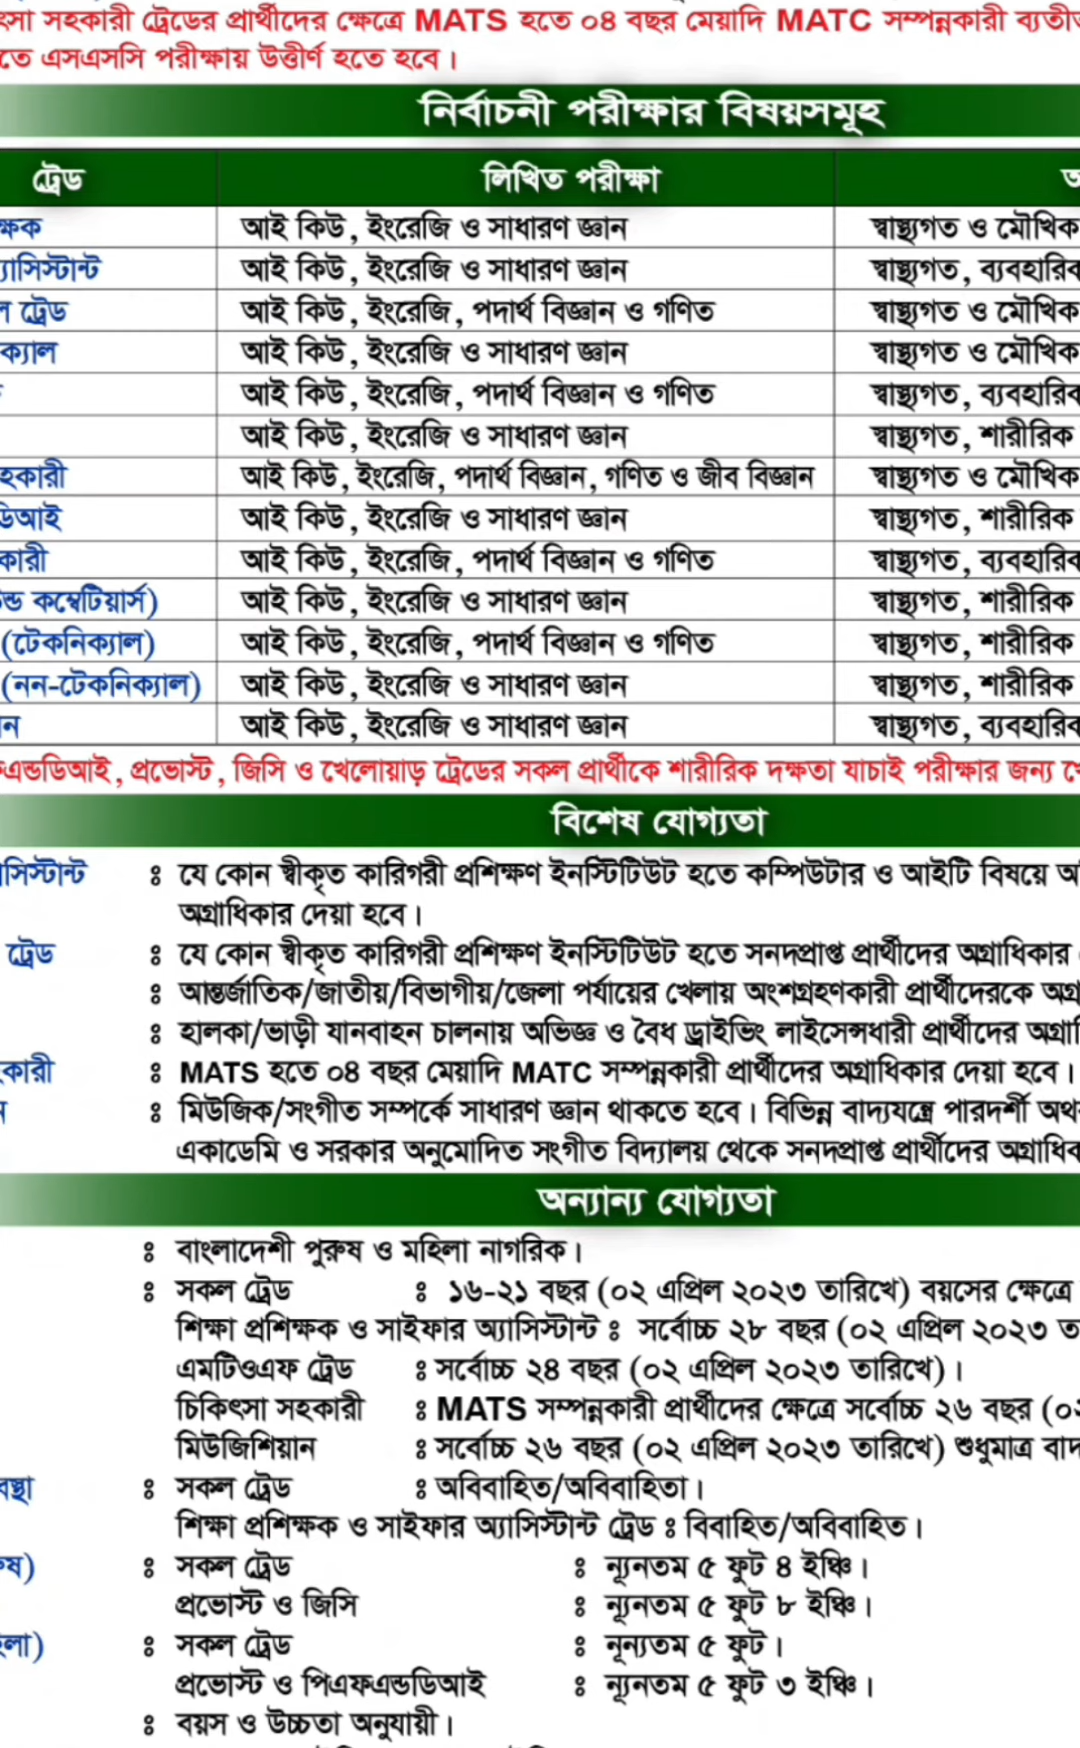 সা সহকারী ট্রেডের প্রার্থীদের ক্ষেত্রে MATS হতে ০৪ বছর মেয়াদি MATC সম্পন্নকারী ব্যতীত
তে এসএসসি পরীক্ষায় উত্তীর্ণ হতে হবে।
নির্বাচনী পরীক্ষার বিষয়সমূহ
ট্রেড লিখিত পরীক্ষা
ক্ষক আই কিউ, ইংরেজি ও সাধারণ জ্ঞান স্বাস্থ্যগত ও মৌখিক
্যাসিস্টান্ট আই কিউ, ইংরেজি ও সাধারণ জ্ঞান স্বাস্থ্যগত, ব্যবহারিক
ল ট্রেড আই কিউ, ইংরেজি, পদার্থ বিজ্ঞান ও গণিত স্বাস্থ্যগত ও মৌখিক
ক্যাল আই কিউ, ইংরেজি ও সাধারণ জ্ঞান স্বাস্থ্যগত ও মৌখিক
আই কিউ, ইংরেজি, পদার্থ বিজ্ঞান ও গণিত স্বাস্থ্যগত, ব্যবহারিক
আই কিউ, ইংরেজি ও সাধারণ জ্ঞান স্বাস্থ্যগত, শারীরিক
হকারী আই কিউ, ইংরেজি, পদার্থ বিজ্ঞান, গণিত ও জীব বিজ্ঞান স্বাস্থ্যগত ও মৌখিক
ডিআই আই কিউ, ইংরেজি ও সাধারণ জ্ঞান স্বাস্থ্যগত, শারীরিক
কারী আই কিউ, ইংরেজি, পদার্থ বিজ্ঞান ও গণিত স্বাস্থ্যগত, ব্যবহারিক
ন্ড কম্বেটিয়ার্স) আই কিউ, ইংরেজি ও সাধারণ জ্ঞান স্বাস্থ্যগত, শারীরিক
(টেকনিক্যাল) আই কিউ, ইংরেজি, পদার্থ বিজ্ঞান ও গণিত স্বাস্থ্যগত, শারীরিক
(নন-টেকনিক্যাল) আই কিউ, ইংরেজি ও সাধারণ জ্ঞান স্বাস্থ্যগত, শারীরিক
ন আই কিউ, ইংরেজি ও সাধারণ জ্ঞান স্বাস্থ্যগত, ব্যবহারিক
এন্ডডিআই, প্রভোস্ট, জিসি ও খেলোয়াড় ট্রেডের সকল প্রার্থীকে শারীরিক দক্ষতা যাচাই পরীক্ষার জন্য খে
বিশেষ যোগ্যতা
সিস্টান্ট ঃ যে কোন স্বীকৃত কারিগরী প্রশিক্ষণ ইনস্টিটিউট হতে কম্পিউটার ও আইটি বিষয়ে অ
অগ্রাধিকার দেয়া হবে।
ট্রেড ঃ যে কোন স্বীকৃত কারিগরী প্রশিক্ষণ ইনস্টিটিউট হতে সনদপ্রাপ্ত প্রার্থীদের অগ্রাধিকার
ঃ আন্তর্জাতিক/জাতীয়/বিভাগীয়/জেলা পর্যায়ের খেলায় অংশগ্রহণকারী প্রার্থীদেরকে অগ্র
ঃ হালকা/ভাড়ী যানবাহন চালনায় অভিজ্ঞ ও বৈধ ড্রাইভিং লাইসেন্সধারী প্রার্থীদের অগ্রাধি
কারী ঃ MATS হতে ০৪ বছর মেয়াদি MATC সম্পন্নকারী প্রার্থীদের অগ্রাধিকার দেয়া হবে।
ন ঃ মিউজিক/সংগীত সম্পর্কে সাধারণ জ্ঞান থাকতে হবে। বিভিন্ন বাদ্যযন্ত্রে পারদর্শী অথ
একাডেমি ও সরকার অনুমোদিত সংগীত বিদ্যালয় থেকে সনদপ্রাপ্ত প্রার্থীদের অগ্রাধিক
অন্যান্য যোগ্যতা
ঃ বাংলাদেশী পুরুষ ও মহিলা নাগরিক।
ঃ সকল ট্রেড ঃ ১৬-২১ বছর (০২ এপ্রিল ২০২৩ তারিখে) বয়সের ক্ষেত্রে
শিক্ষা প্রশিক্ষক ও সাইফার অ্যাসিস্টান্ট ঃ সর্বোচ্চ ২৮ বছর (০২ এপ্রিল ২০২৩ ত
এমটিওএফ ট্রেড ঃ সর্বোচ্চ ২৪ বছর (০২ এপ্রিল ২০২৩ তারিখে)।
চিকিৎসা সহকারী ঃ MATS সম্পন্নকারী প্রার্থীদের ক্ষেত্রে সর্বোচ্চ ২৬ বছর (০২
মিউজিশিয়ান ঃ সর্বোচ্চ ২৬ বছর (০২ এপ্রিল ২০২৩ তারিখে) শুধুমাত্র বাদ
বস্থা ঃ সকল ট্রেড ঃ অবিবাহিত/অবিবাহিতা।
শিক্ষা প্রশিক্ষক ও সাইফার অ্যাসিস্টান্ট ট্রেড ঃ বিবাহিত/অবিবাহিত।
ষ) ঃ সকল ট্রেড ঃ ন্যূনতম ৫ ফুট ৪ ইঞ্চি।
প্রভোস্ট ও জিসি ঃ ন্যূনতম ৫ ফুট ৮ ইঞ্চি।
লা) ঃ সকল ট্রেড ঃ নূন্যতম ৫ ফুট।
প্রভোস্ট ও পিএফএন্ডডিআই ঃ ন্যূনতম ৫ ফুট ৩ ইঞ্চি।
ঃ বয়স ও উচ্চতা অনুযায়ী।